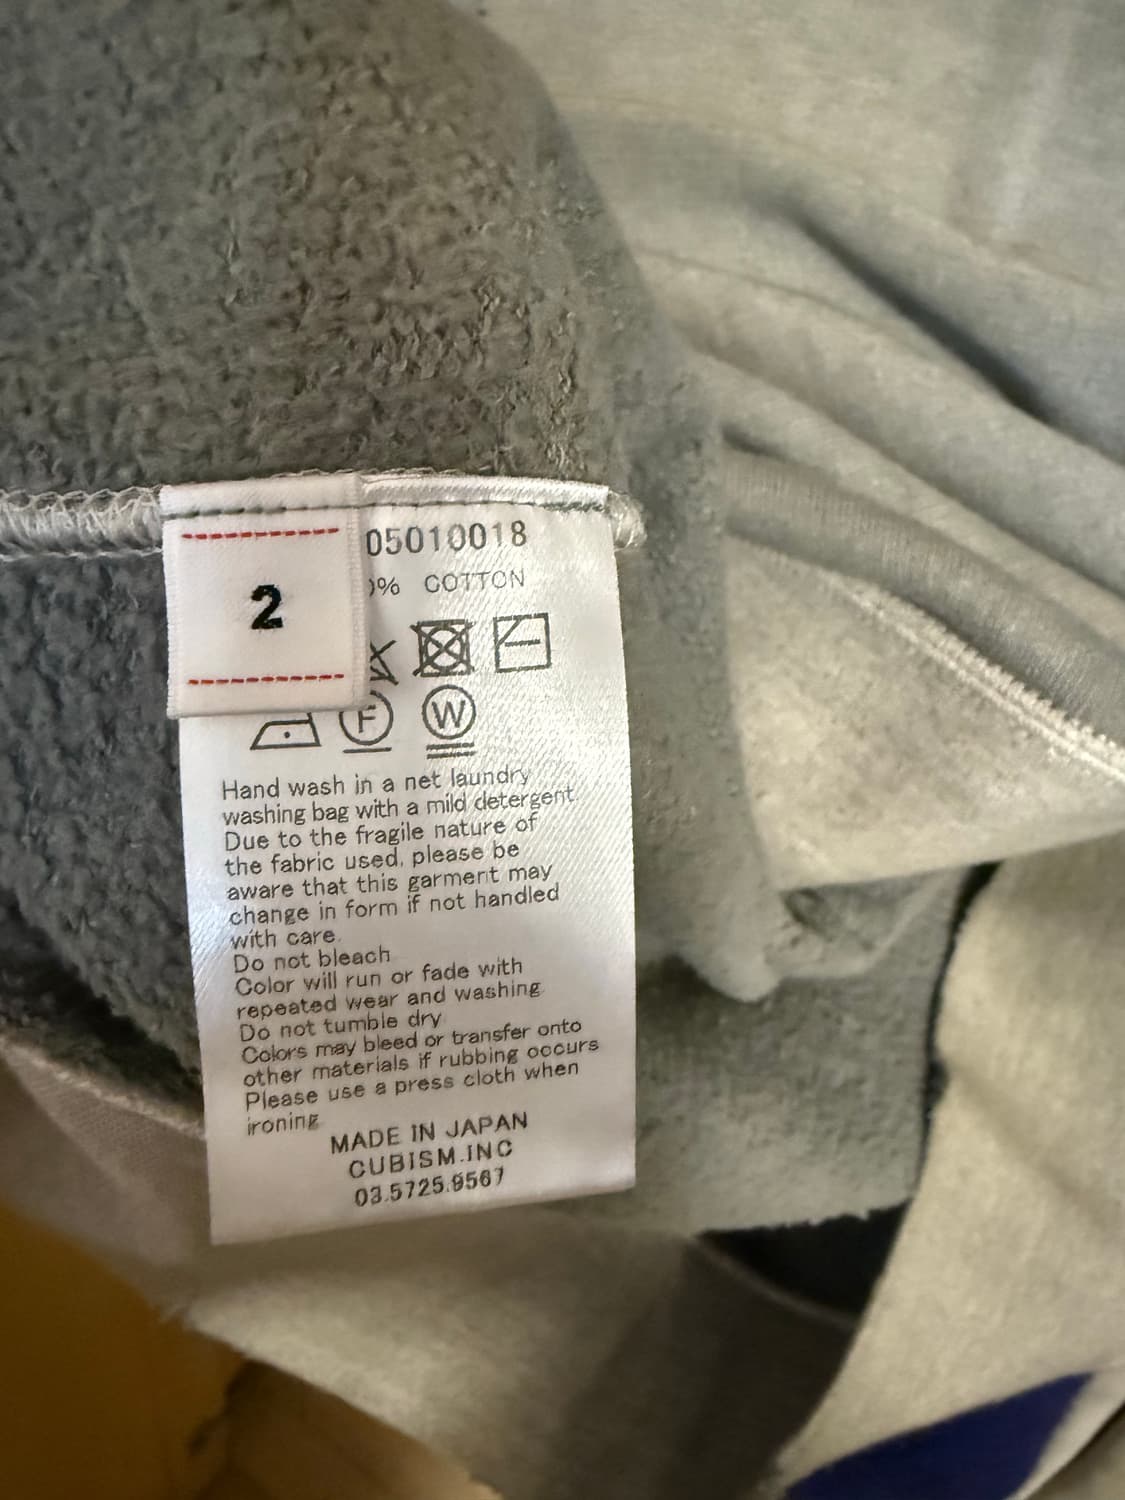 05010018
2
% COTTON
F W
Hand wash in a net laundry
washing bag with a mild detergent.
Due to the fragile nature of
the fabric used, please be
aware that this garment may
change in form if not handled
with care.
Do not bleach
Color will run or fade with
repeated wear and washing.
Do not tumble dry
Colors may bleed or transfer onto
other materials if rubbing occurs
Please use a press cloth when
ironing
MADE IN JAPAN
CUBISM.INC
03.5725.9567